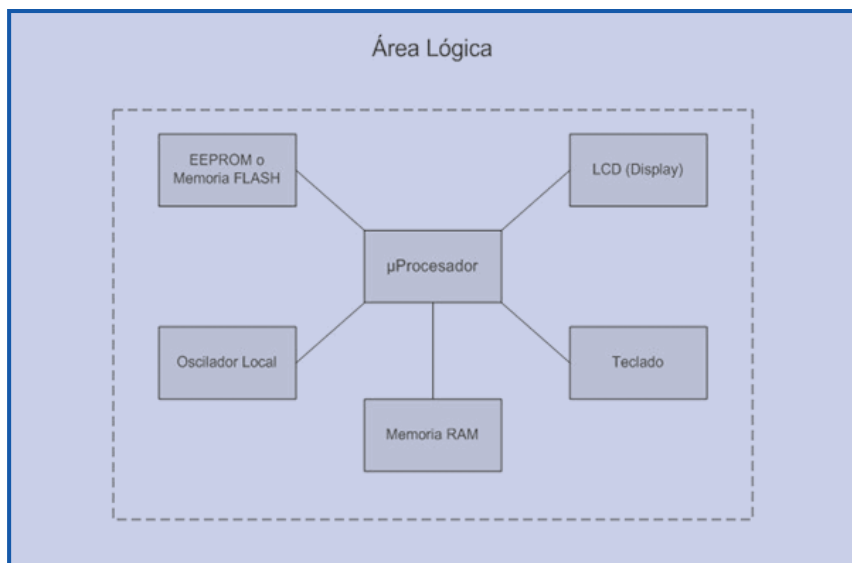 Área Lógica
EEPROM o
Memoria FLASH
LCD (Display)
µProcesador
Oscilador Local
Teclado
Memoria RAM